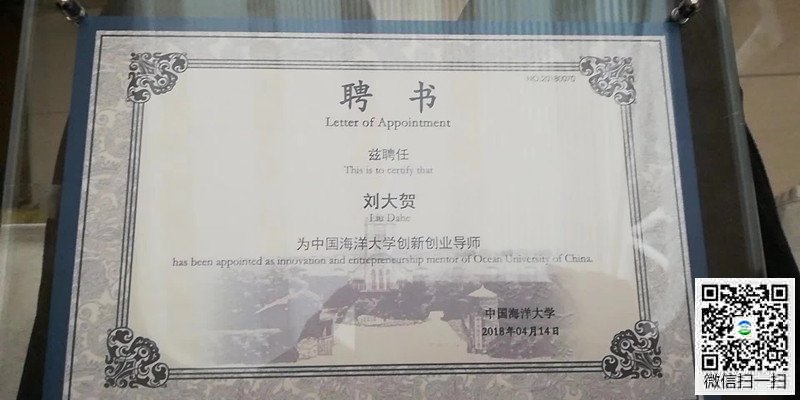 NO.20180070
聘 书
Letter of Appointment
兹聘任
This is to certify that
刘大贺
Liu Dahe
为中国海洋大学创新创业导师
has been appointed as innovation and entrepreneurship mentor of Ocean University of China.
中国海洋大学
2018年04月14日
微信扫一扫